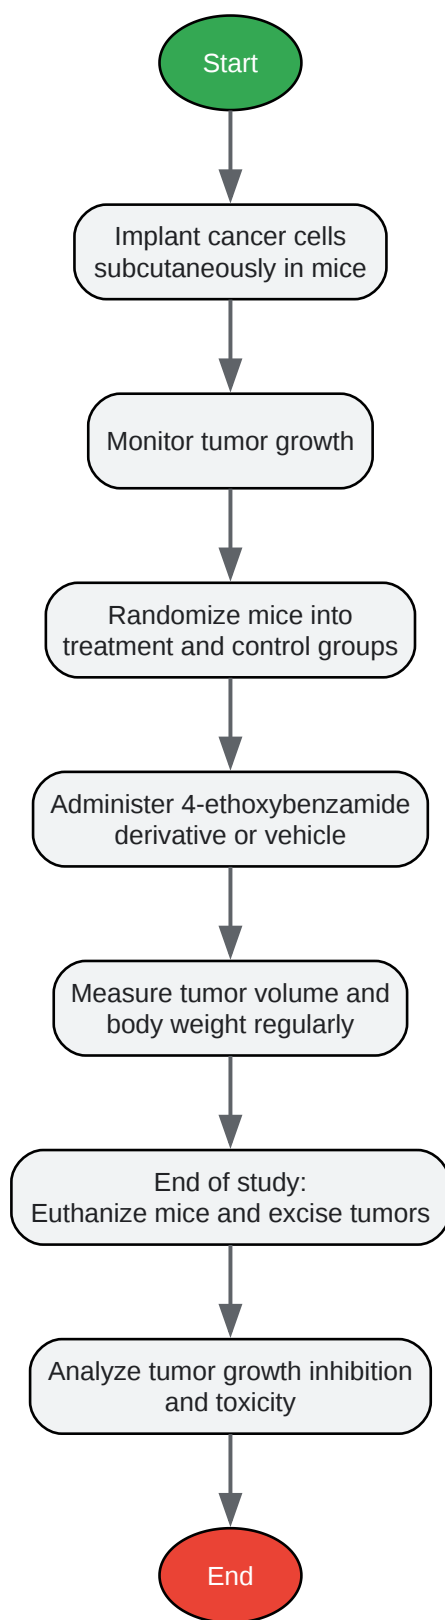 Start
Implant cancer cells
subcutaneously in mice
Monitor tumor growth
Randomize mice into
treatment and control groups
Administer 4-ethoxybenzamide
derivative or vehicle
Measure tumor volume and
body weight regularly
End of study:
Euthanize mice and excise tumors
Analyze tumor growth inhibition
and toxicity
End